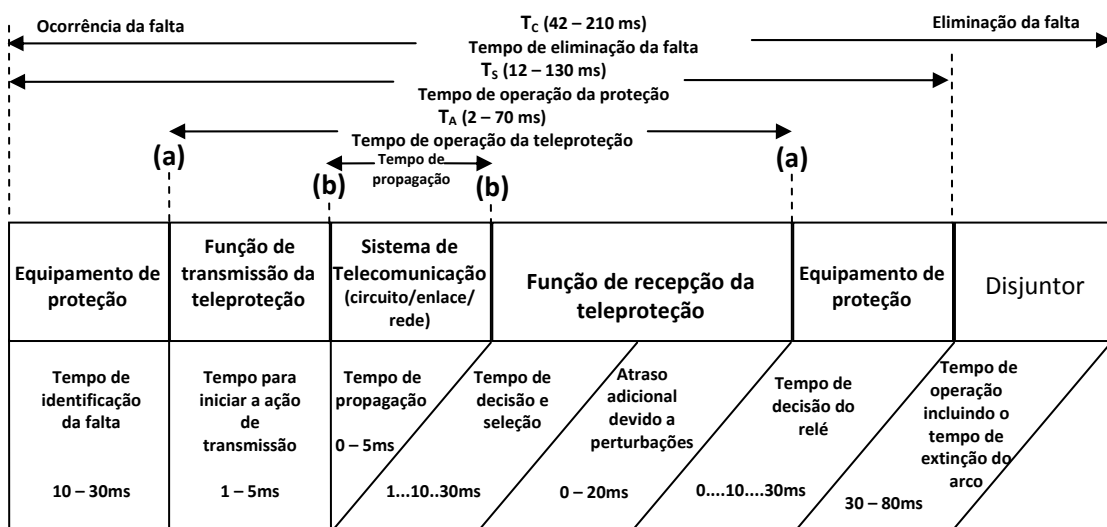 Ocorrência da falta
T_C (42 – 210 ms)
Eliminação da falta
Tempo de eliminação da falta
T_S (12 – 130 ms)
Tempo de operação da proteção
T_A (2 – 70 ms)
Tempo de operação da teleproteção
(a)
Tempo de
propagação
(a)
(b)
(b)
Equipamento de
proteção
Função de
transmissão da
teleproteção
Sistema de
Telecomunicação
(circuito/enlace/
rede)
Função de recepção da
teleproteção
Equipamento de
proteção
Disjuntor
Tempo de
identificação
da falta
10 – 30ms
Tempo para
iniciar a ação
de
transmissão
1 – 5ms
Tempo de
propagação
0 – 5ms
Tempo de
decisão e
seleção
1...10..30ms
Atraso
adicional
devido a
perturbações
0 – 20ms
Tempo de
decisão do
relé
0....10....30ms
Tempo de
operação
incluindo o
tempo de
extinção do
arco
30 – 80ms